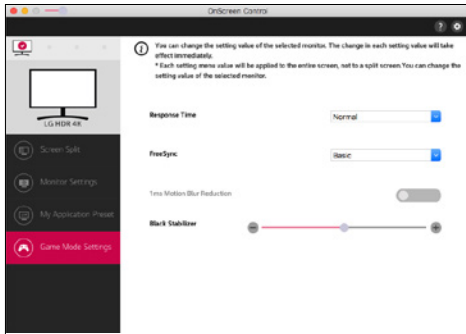 OnScreen Control
?
You can change the setting value of the selected monitor. The change in each setting value will take
effect immediately.
* Each setting menu value will be applied to the entire screen, not to a split screen.You can change the
setting value of the selected monitor.
LG HDR 4K
Screen Split
Monitor Settings
My Application Preset
Game Mode Settings
Response Time
Normal
FreeSync
Basic
1ms Motion Blur Reduction
Black Stabilizer